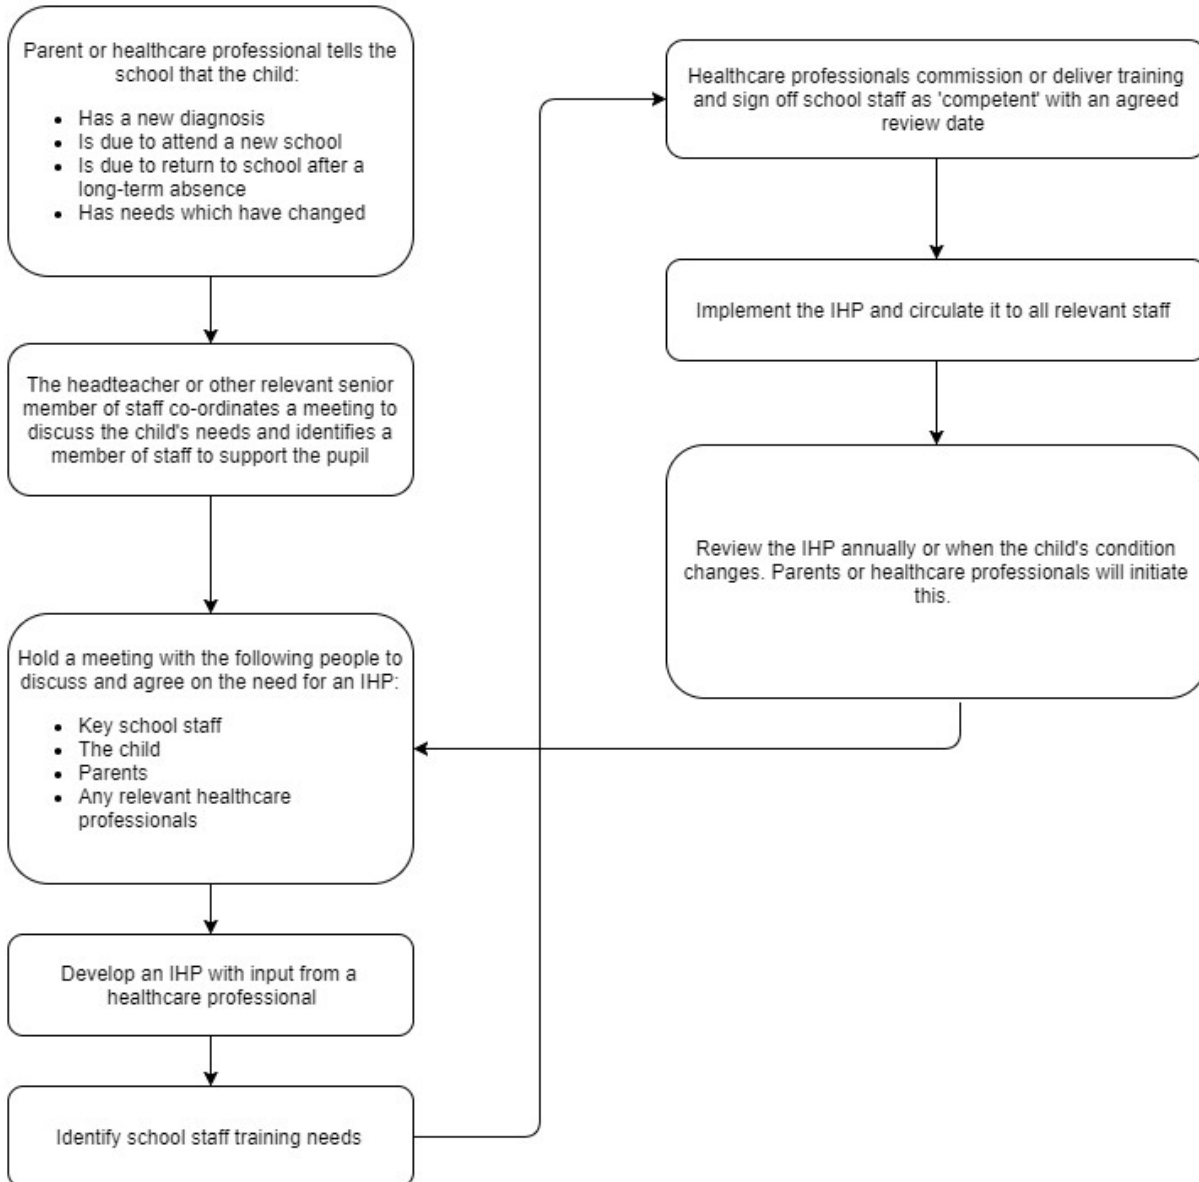 Parent or healthcare professional tells the
school that the child:
• Has a new diagnosis
• Is due to attend a new school
• Is due to return to school after a
long-term absence
• Has needs which have changed
The headteacher or other relevant senior
member of staff co-ordinates a meeting to
discuss the child's needs and identifies a
member of staff to support the pupil
Hold a meeting with the following people to
discuss and agree on the need for an IHP:
• Key school staff
• The child
• Parents
• Any relevant healthcare
professionals
Develop an IHP with input from a
healthcare professional
Identify school staff training needs
Healthcare professionals commission or deliver training
and sign off school staff as 'competent' with an agreed
review date
Implement the IHP and circulate it to all relevant staff
Review the IHP annually or when the child's condition
changes. Parents or healthcare professionals will initiate
this.